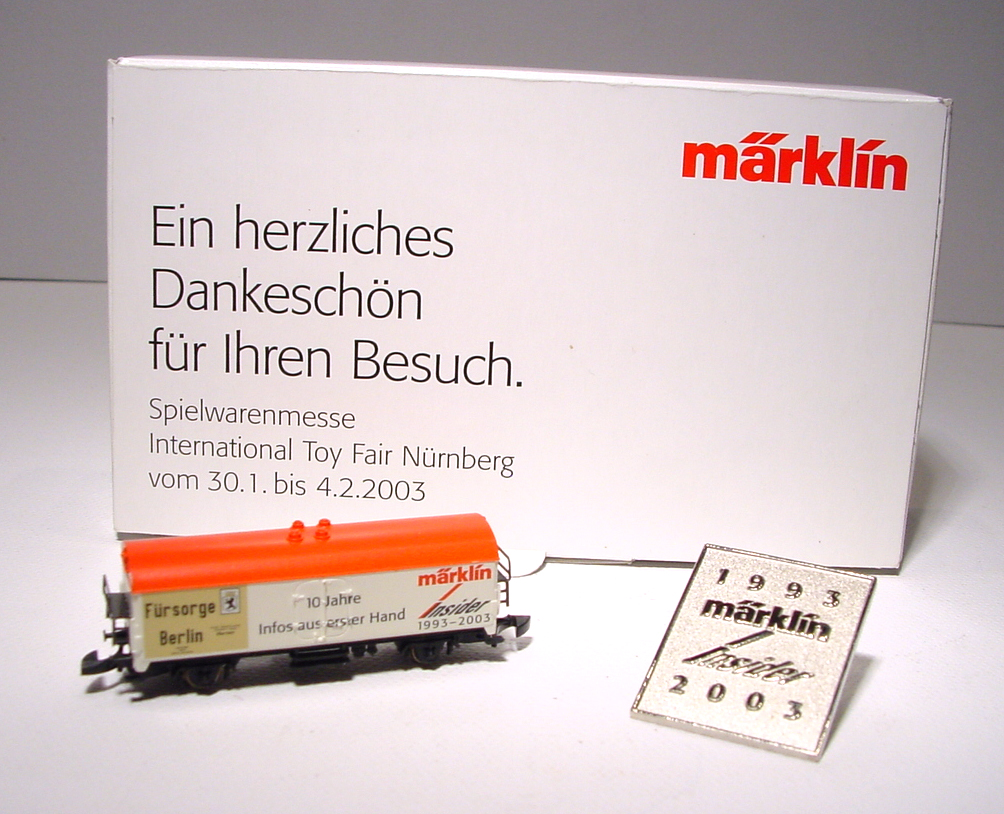 märklin
Ein herzliches
Dankeschön
für Ihren Besuch.
Spielwarenmesse
International Toy Fair Nürnberg
vom 30.1. bis 4.2.2003
Fürsorge
Berlin
10 Jahre
Infos aus erster Hand
märklin
Insider
1993–2003
1993
märklin
Insider
2003